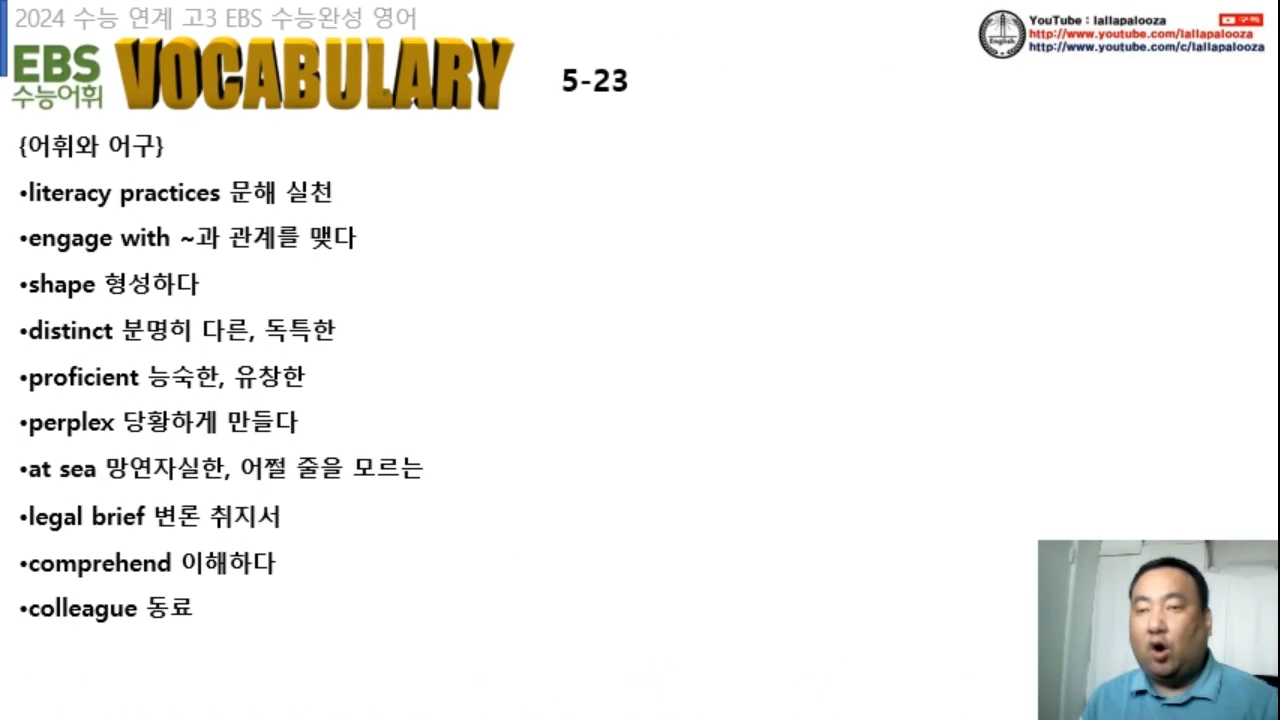 2024 수능 연계 고3 EBS 수능완성 영어
EBS
수능어휘
VOCABULARY
5-23
YouTube : lallapalooza
구독
http://www.youtube.com/lallapalooza
http://www.youtube.com/c/lallapalooza
English
{어휘와 어구}
•literacy practices 문해 실천
•engage with ~과 관계를 맺다
•shape 형성하다
•distinct 분명히 다른, 독특한
•proficient 능숙한, 유창한
•perplex 당황하게 만들다
•at sea 망연자실한, 어쩔 줄을 모르는
•legal brief 변론 취지서
•comprehend 이해하다
•colleague 동료